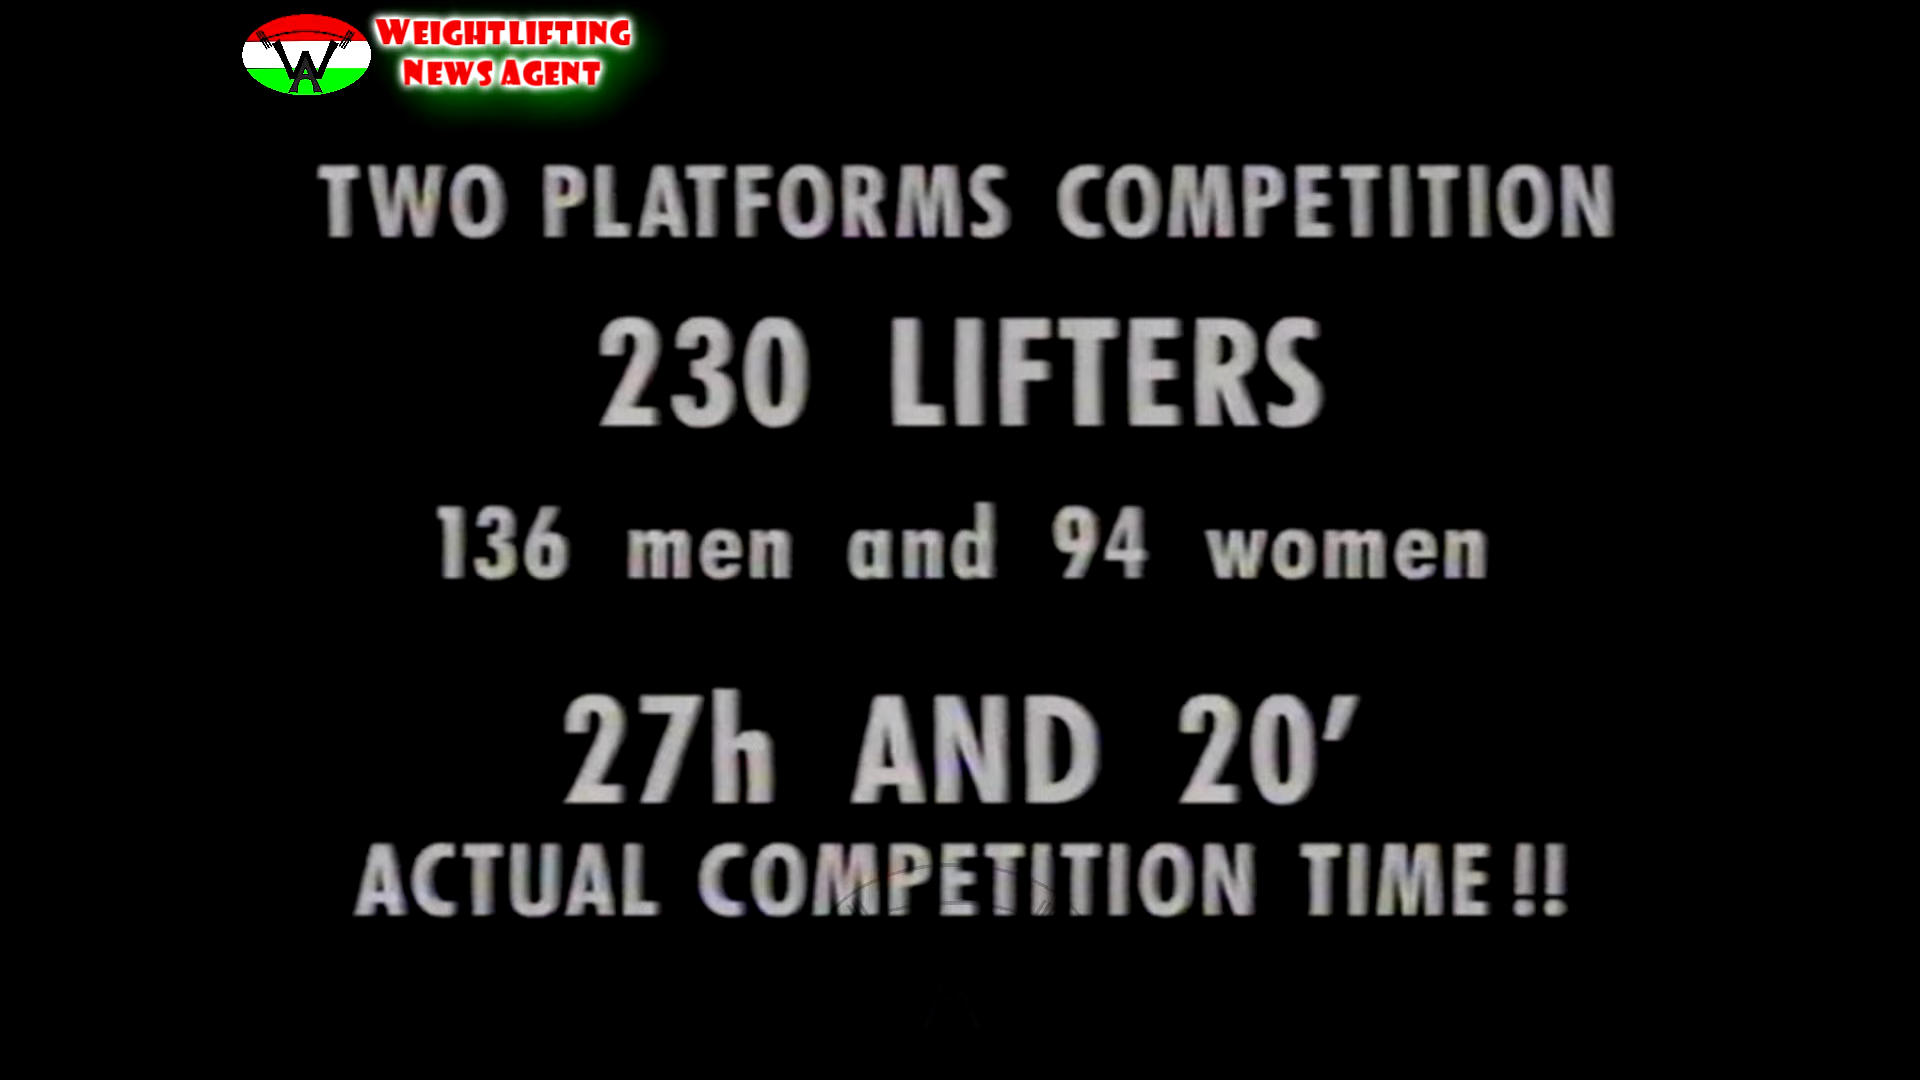 WEIGHTLIFTING
NEWS AGENT
TWO PLATFORMS COMPETITION
230 LIFTERS
136 men and 94 women
27h AND 20'
ACTUAL COMPETITION TIME !!